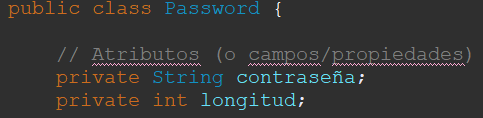 public class Password {
// Atributos (o campos/propiedades)
private String contraseña;
private int longitud;